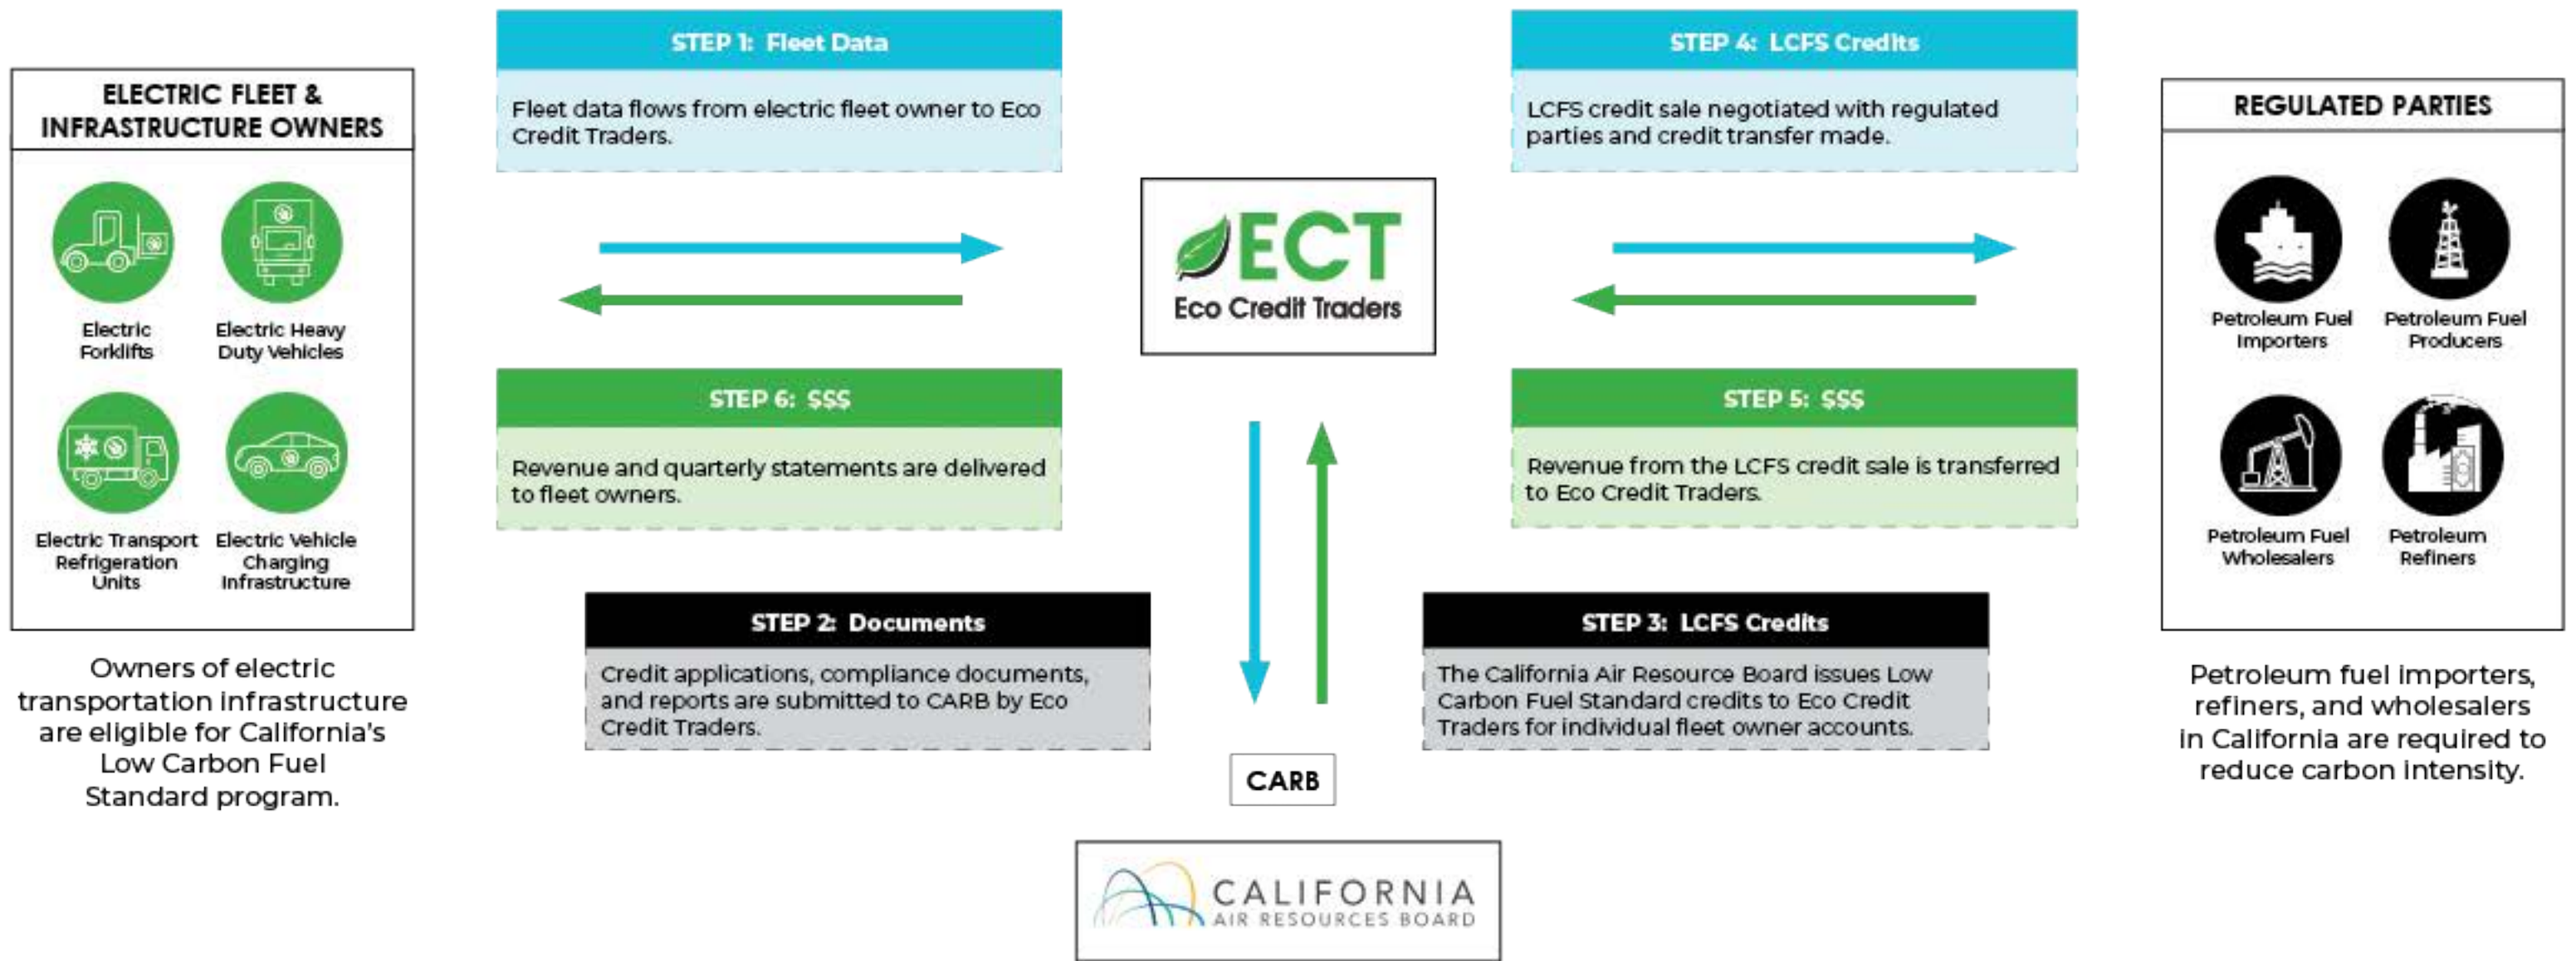 ELECTRIC FLEET &
INFRASTRUCTURE OWNERS
Electric
Forklifts
Electric Heavy
Duty Vehicles
Electric Transport
Refrigeration
Units
Electric Vehicle
Charging
Infrastructure
Owners of electric
transportation infrastructure
are eligible for California's
Low Carbon Fuel
Standard program.
STEP 1: Fleet Data
Fleet data flows from electric fleet owner to Eco
Credit Traders.
STEP 6: $$$
Revenue and quarterly statements are delivered
to fleet owners.
STEP 2: Documents
Credit applications, compliance documents,
and reports are submitted to CARB by Eco
Credit Traders.
ECT
Eco Credit Traders
CARB
CALIFORNIA
AIR RESOURCES BOARD
STEP 4: LCFS Credits
LCFS credit sale negotiated with regulated
parties and credit transfer made.
STEP 5: $$$
Revenue from the LCFS credit sale is transferred
to Eco Credit Traders.
STEP 3: LCFS Credits
The California Air Resource Board issues Low
Carbon Fuel Standard credits to Eco Credit
Traders for individual fleet owner accounts.
REGULATED PARTIES
Petroleum Fuel
Importers
Petroleum Fuel
Producers
Petroleum Fuel
Wholesalers
Petroleum
Refiners
Petroleum fuel importers,
refiners, and wholesalers
in California are required to
reduce carbon intensity.